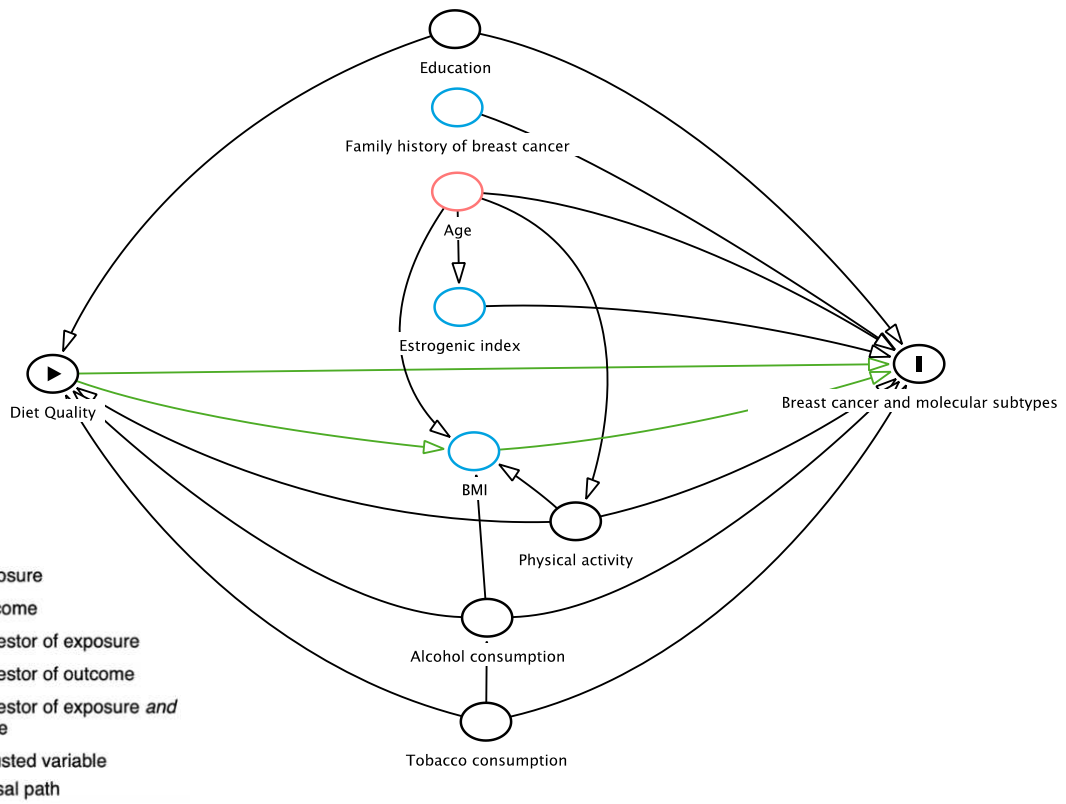 Education
Family history of breast cancer
Age
Estrogenic index
Diet Quality
Breast cancer and molecular subtypes
BMI
Physical activity
Alcohol consumption
Tobacco consumption
osure
come
estor of exposure
estor of outcome
estor of exposure and
e
usted variable
sal path